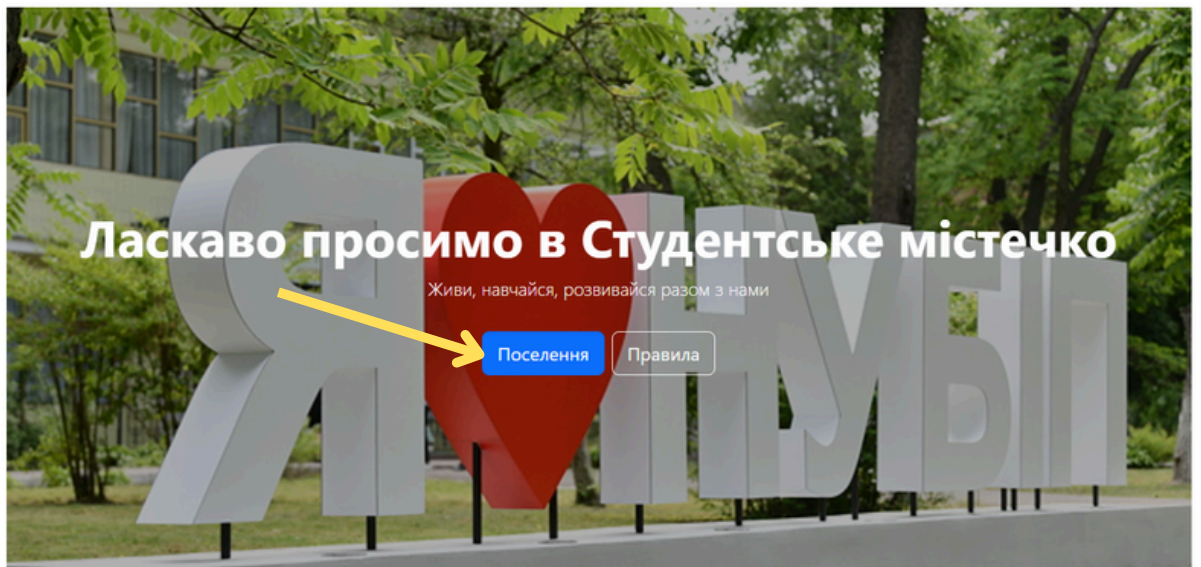 Я НУБІП
Ласкаво просимо в Студентське містечко
Живи, навчайся, розвивайся разом з нами
Поселення
Правила